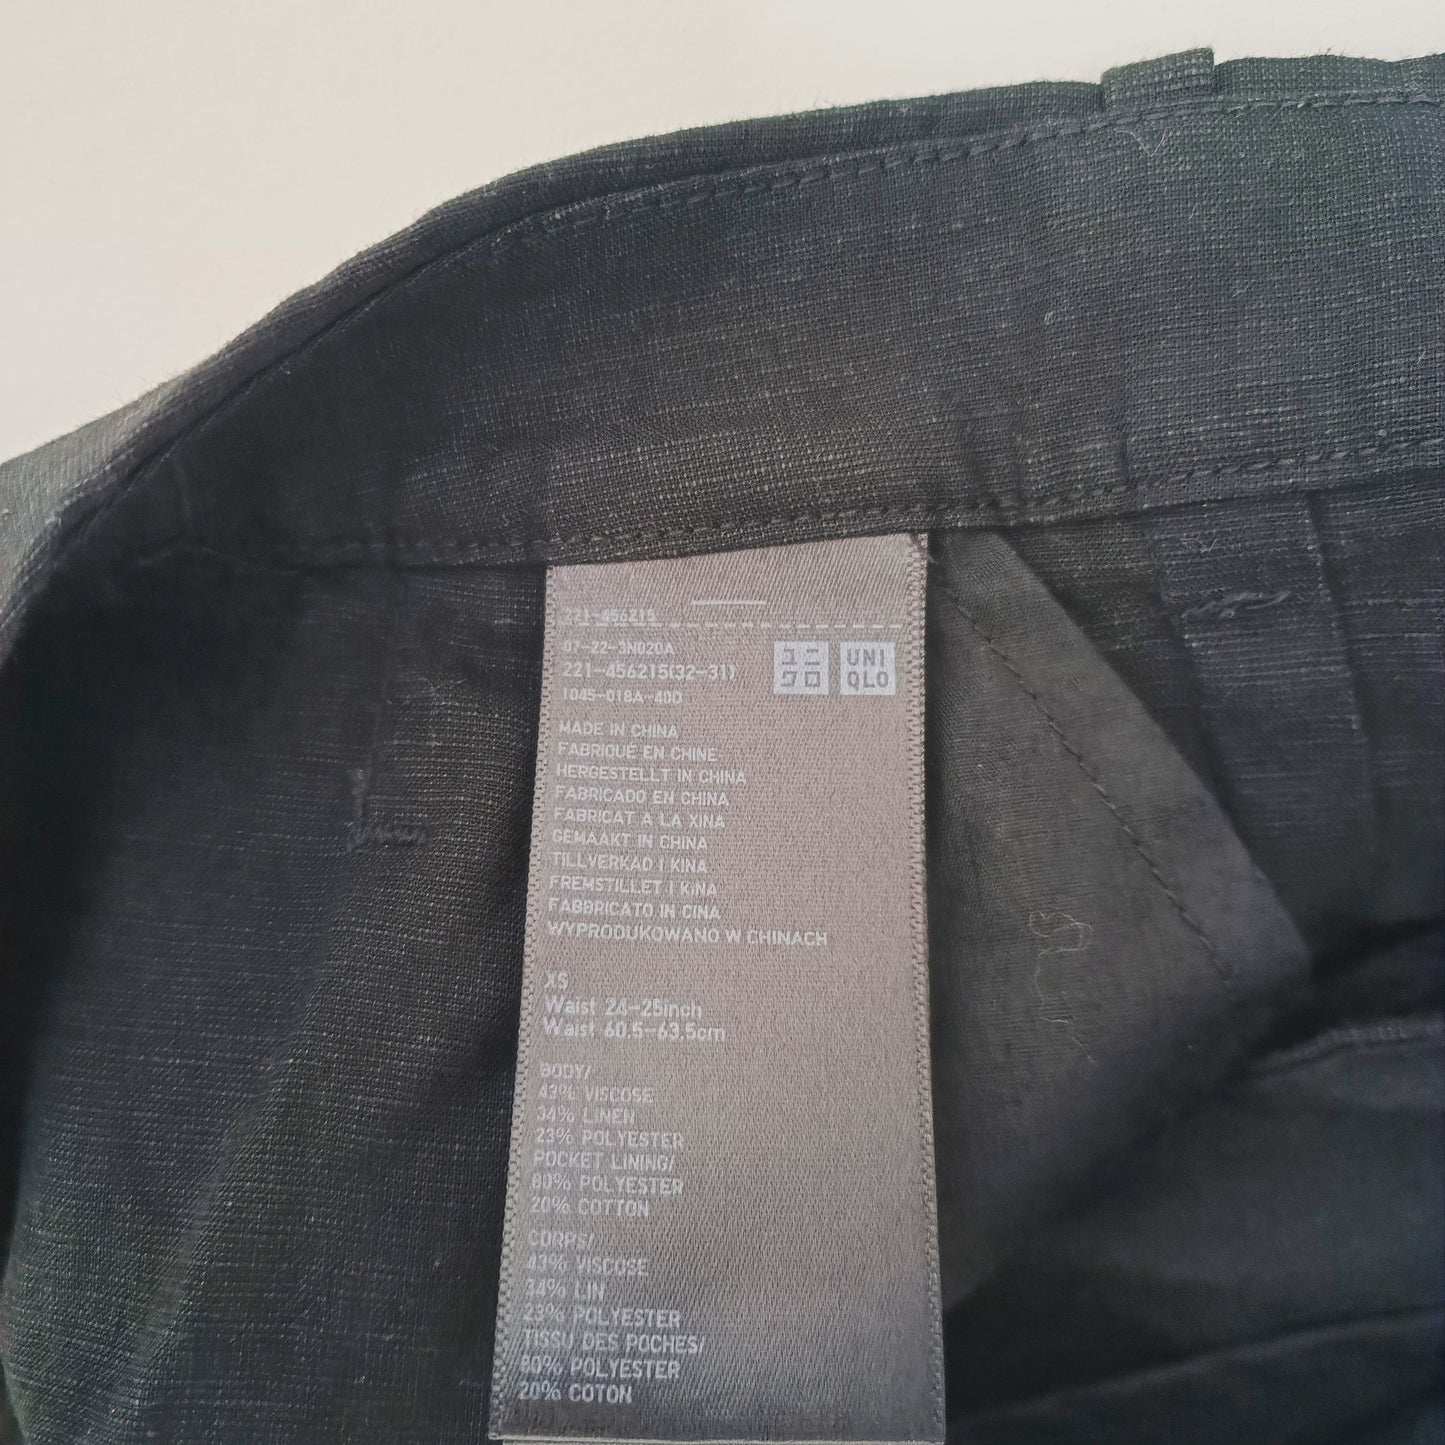 221-456215
07-22-3N020A
221-456215(32-31)
1045-018A-40D
ユニ
クロ
UNI
QLO
MADE IN CHINA
FABRIQUE EN CHINE
HERGESTELLT IN CHINA
FABRICADO EN CHINA
FABRICAT A LA XINA
GEMAAKT IN CHINA
TILLVERKAD I KINA
FREMSTILLET I KINA
FABBRICATO IN CINA
WYPRODUKOWANO W CHINACH
XS
Waist 24-25inch
Waist 60.5-63.5cm
BODY/
43% VISCOSE
34% LINEN
23% POLYESTER
POCKET LINING/
80% POLYESTER
20% COTTON
CORPS/
43% VISCOSE
34% LIN
23% POLYESTER
TISSU DES POCHES/
80% POLYESTER
20% COTON